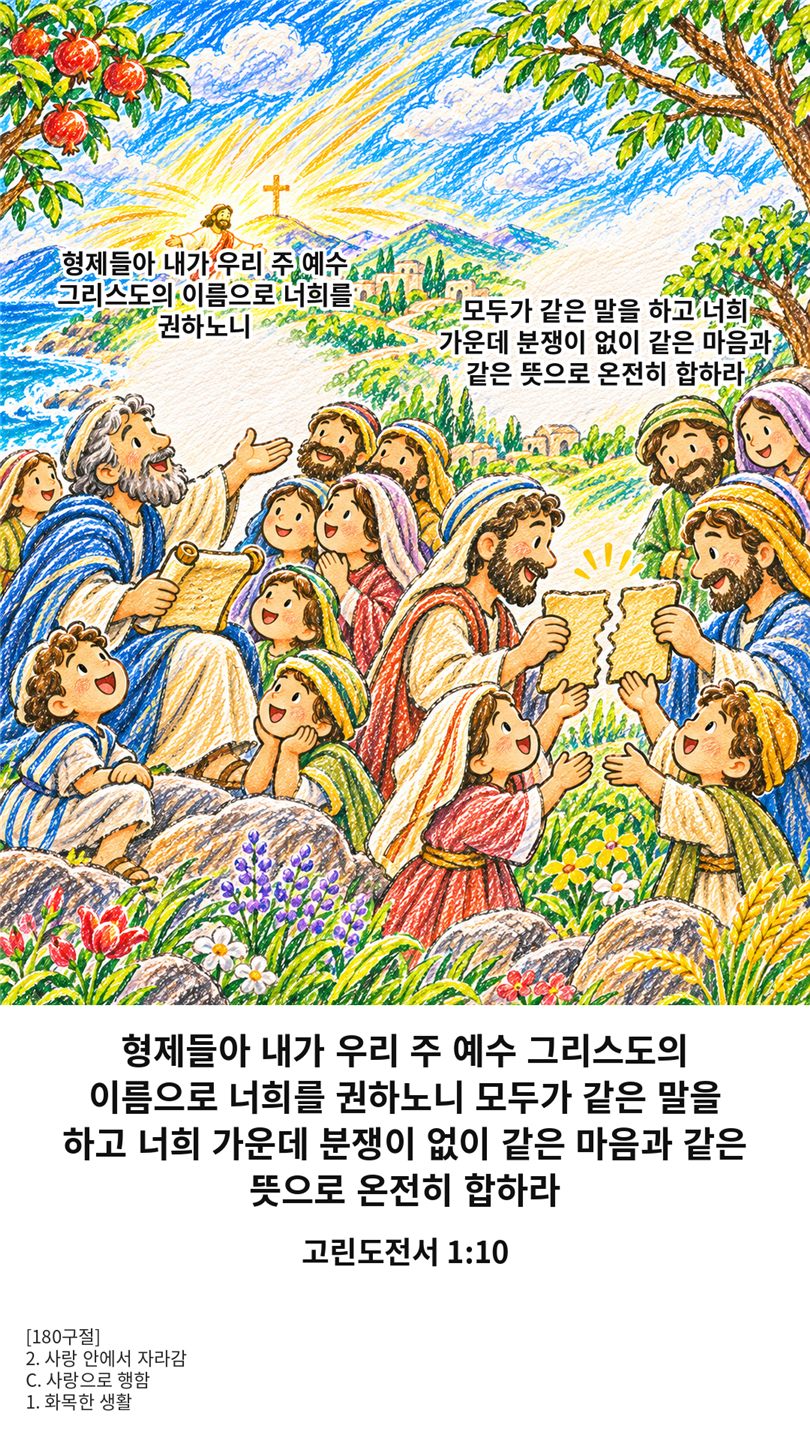 형제들아 내가 우리 주 예수
그리스도의 이름으로 너희를
권하노니
모두가 같은 말을 하고 너희
가운데 분쟁이 없이 같은 마음과
같은 뜻으로 온전히 합하라
형제들아 내가 우리 주 예수 그리스도의
이름으로 너희를 권하노니 모두가 같은 말을
하고 너희 가운데 분쟁이 없이 같은 마음과 같은
뜻으로 온전히 합하라
고린도전서 1:10
[180구절]
2. 사랑 안에서 자라감
C. 사랑으로 행함
1. 화목한 생활